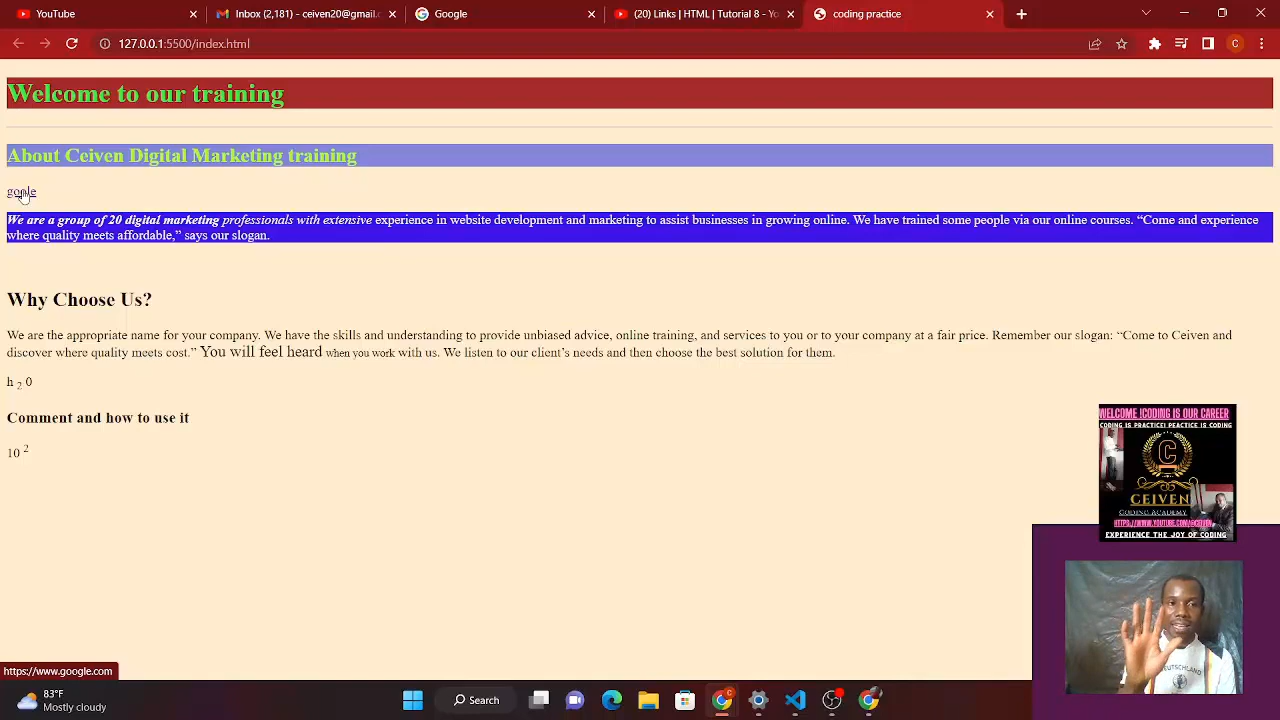 YouTube
Inbox (2,181) - ceiven20@gmail.c
Google
(20) Links | HTML | Tutorial 8 - Yo
coding practice
127.0.0.1:5500/index.html
C
Welcome to our training
About Ceiven Digital Marketing training
We are a group of 20 digital marketing professionals with extensive experience in website development and marketing to assist businesses in growing online. We have trained some people via our online courses. “Come and experience
where quality meets affordable,” says our slogan.
Why Choose Us?
We are the appropriate name for your company. We have the skills and understanding to provide unbiased advice, online training, and services to you or to your company at a fair price. Remember our slogan: “Come to Ceiven and
discover where quality meets cost.” You will feel heard when you work with us. We listen to our client’s needs and then choose the best solution for them.
h 2 0
Comment and how to use it
10 2
WELCOME !CODING IS OUR CAREER
CODING IS PRACTICE! PEACTICE IS CODING
C
CEIVEN
CODING ACADEMY
HTTPS://WWW.YOUTUBE.COM/@CEIVEN
EXPERIENCE THE JOY OF CODING
DEUTSCHLAND
https://www.google.com
83°F
Mostly cloudy
Search